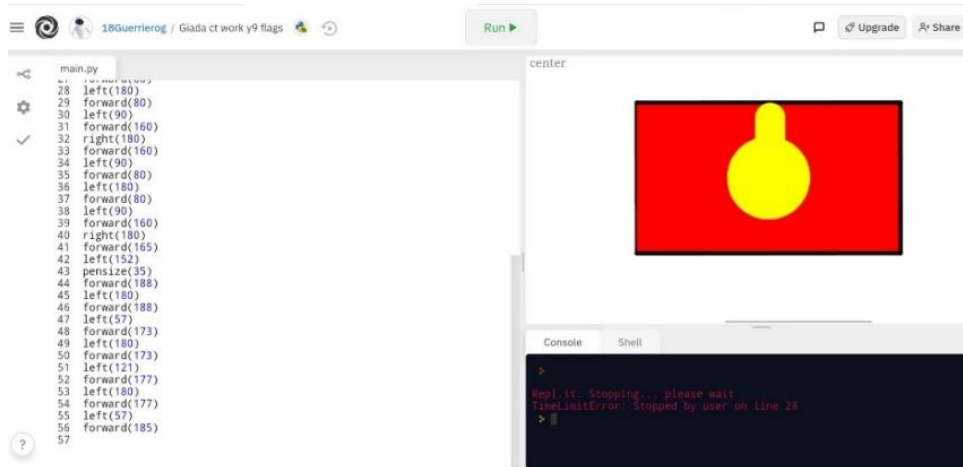 18Guerrierog / Giada ct work y9 flags
Run
Upgrade
Share
main.py
28 left(180)
29 forward(80)
30 left(90)
31 forward(160)
32 right(180)
33 forward(160)
34 left(90)
35 forward(80)
36 left(180)
37 forward(80)
38 left(90)
39 forward(160)
40 right(180)
41 forward(165)
42 left(152)
43 pensize(35)
44 forward(188)
45 left(180)
46 forward(188)
47 left(57)
48 forward(173)
49 left(180)
50 forward(173)
51 left(121)
52 forward(177)
53 left(180)
54 forward(177)
55 left(57)
56 forward(185)
57
?
center
Console Shell
>
Repl.it: Stopping... please wait
TimeLimitError: Stopped by user on line 28
>